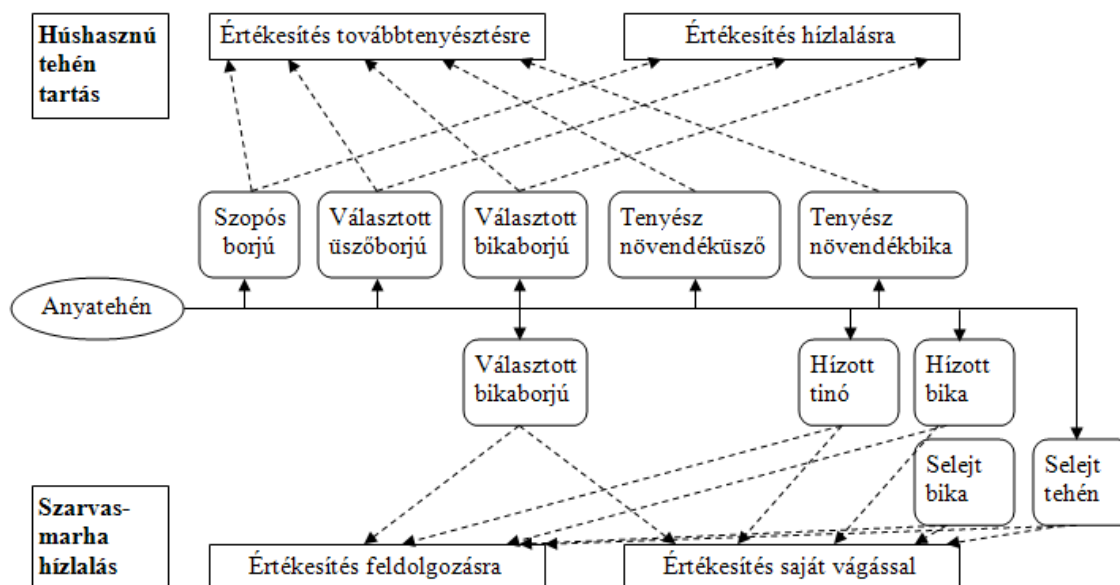 Húshasznú
tehén
tartás
Értékesítés továbbtenyésztésre
Értékesítés hízlalásra
Szopós
borjú
Választott
üszőborjú
Választott
bikaborjú
Tenyész
növendéküsző
Tenyész
növendékbika
Anyatehén
Választott
bikaborjú
Hízott
tinó
Hízott
bika
Selejt
bika
Selejt
tehén
Szarvas-
marha
hízlalás
Értékesítés feldolgozásra
Értékesítés saját vágással